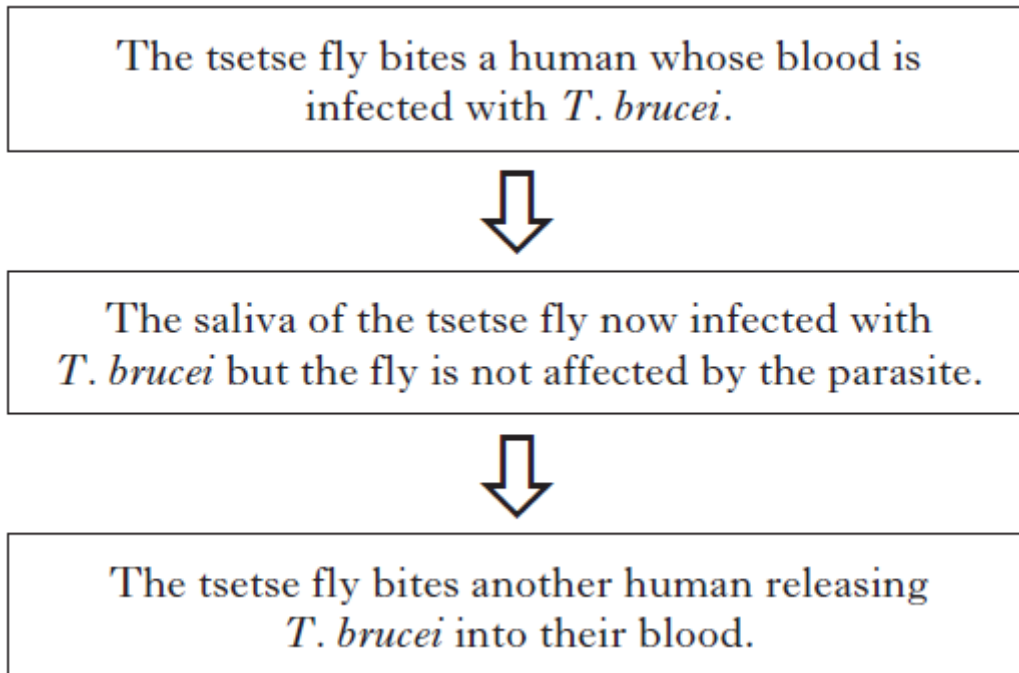 The tsetse fly bites a human whose blood is
infected with T. brucei.
The saliva of the tsetse fly now infected with
T. brucei but the fly is not affected by the parasite.
The tsetse fly bites another human releasing
T. brucei into their blood.